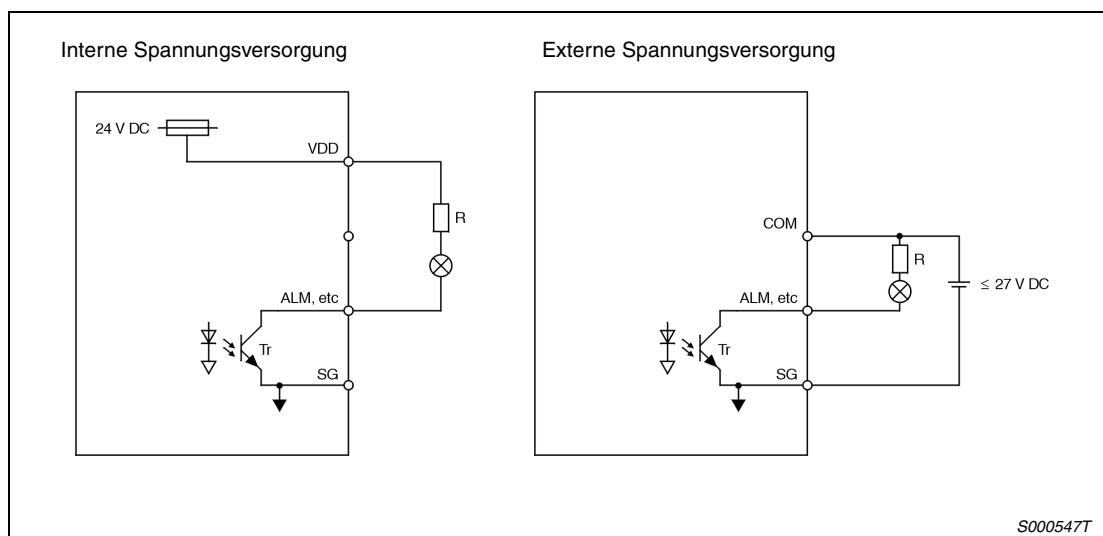 Interne Spannungsversorgung
24 V DC
VDD
R
ALM, etc
Tr
SG
Externe Spannungsversorgung
COM
R
≤ 27 V DC
ALM, etc
Tr
SG
S000547T